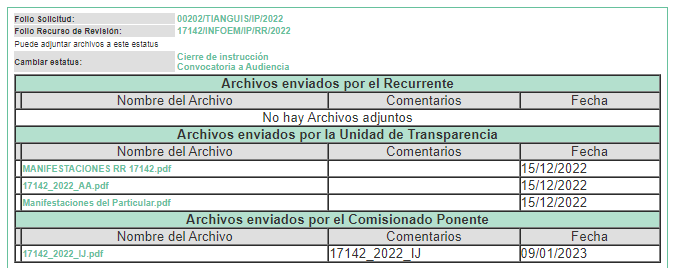 Folio Solicitud: 00202/TIANGUIS/IP/2022
Folio Recurso de Revisión: 17142/INFOEM/IP/RR/2022
Puede adjuntar archivos a este estatus
Cambiar estatus: Cierre de instrucción
Convocatoria a Audiencia
Archivos enviados por el Recurrente
Nombre del Archivo Comentarios Fecha
No hay Archivos adjuntos
Archivos enviados por la Unidad de Transparencia
Nombre del Archivo Comentarios Fecha
MANIFESTACIONES RR 17142.pdf 15/12/2022
17142_2022_AA.pdf 15/12/2022
Manifestaciones del Particular.pdf 15/12/2022
Archivos enviados por el Comisionado Ponente
Nombre del Archivo Comentarios Fecha
17142_2022_IJ.pdf 17142_2022_IJ 09/01/2023